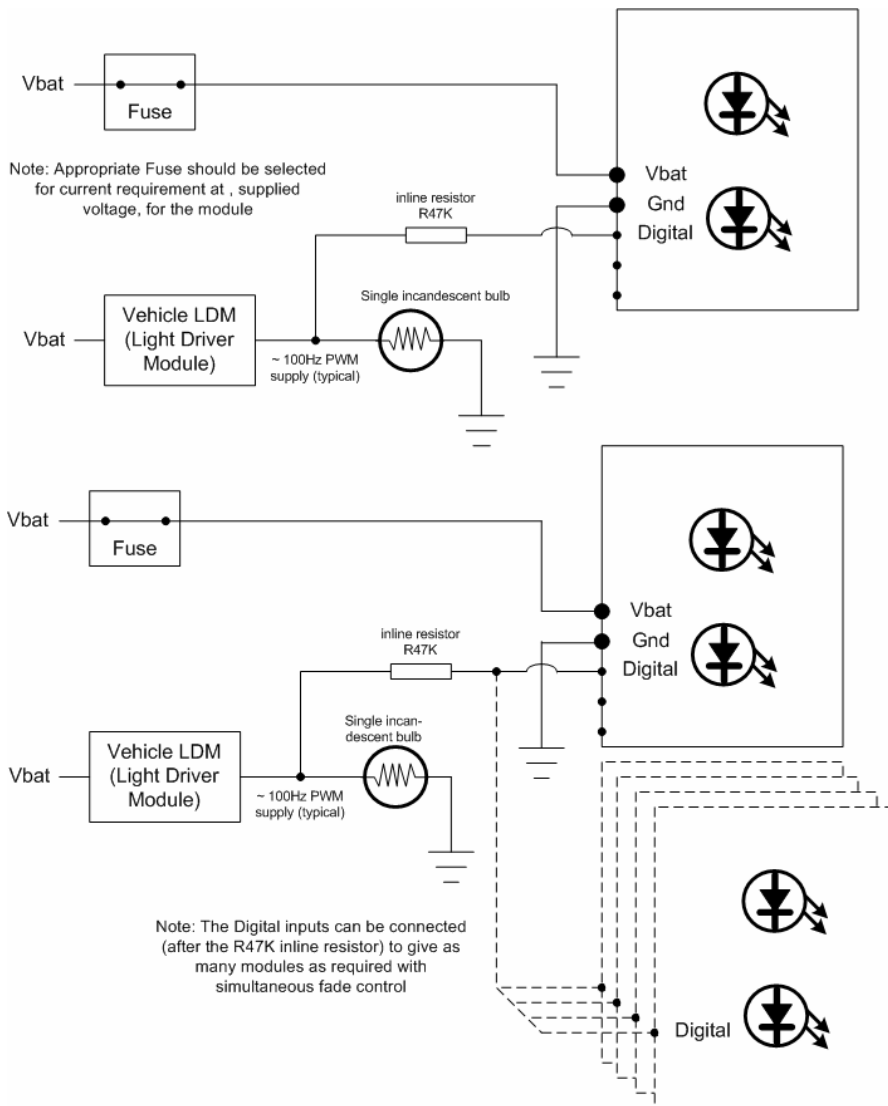 Vbat
Fuse
Note: Appropriate Fuse should be selected
for current requirement at , supplied
voltage, for the module
Vbat
Gnd
Digital
inline resistor
R47K
Single incandescent bulb
Vbat
Vehicle LDM
(Light Driver
Module)
~ 100Hz PWM
supply (typical)
Vbat
Fuse
Vbat
Gnd
Digital
inline resistor
R47K
Single incan-
descent bulb
Vbat
Vehicle LDM
(Light Driver
Module)
~ 100Hz PWM
supply (typical)
Note: The Digital inputs can be connected
(after the R47K inline resistor) to give as
many modules as required with
simultaneous fade control
Digital